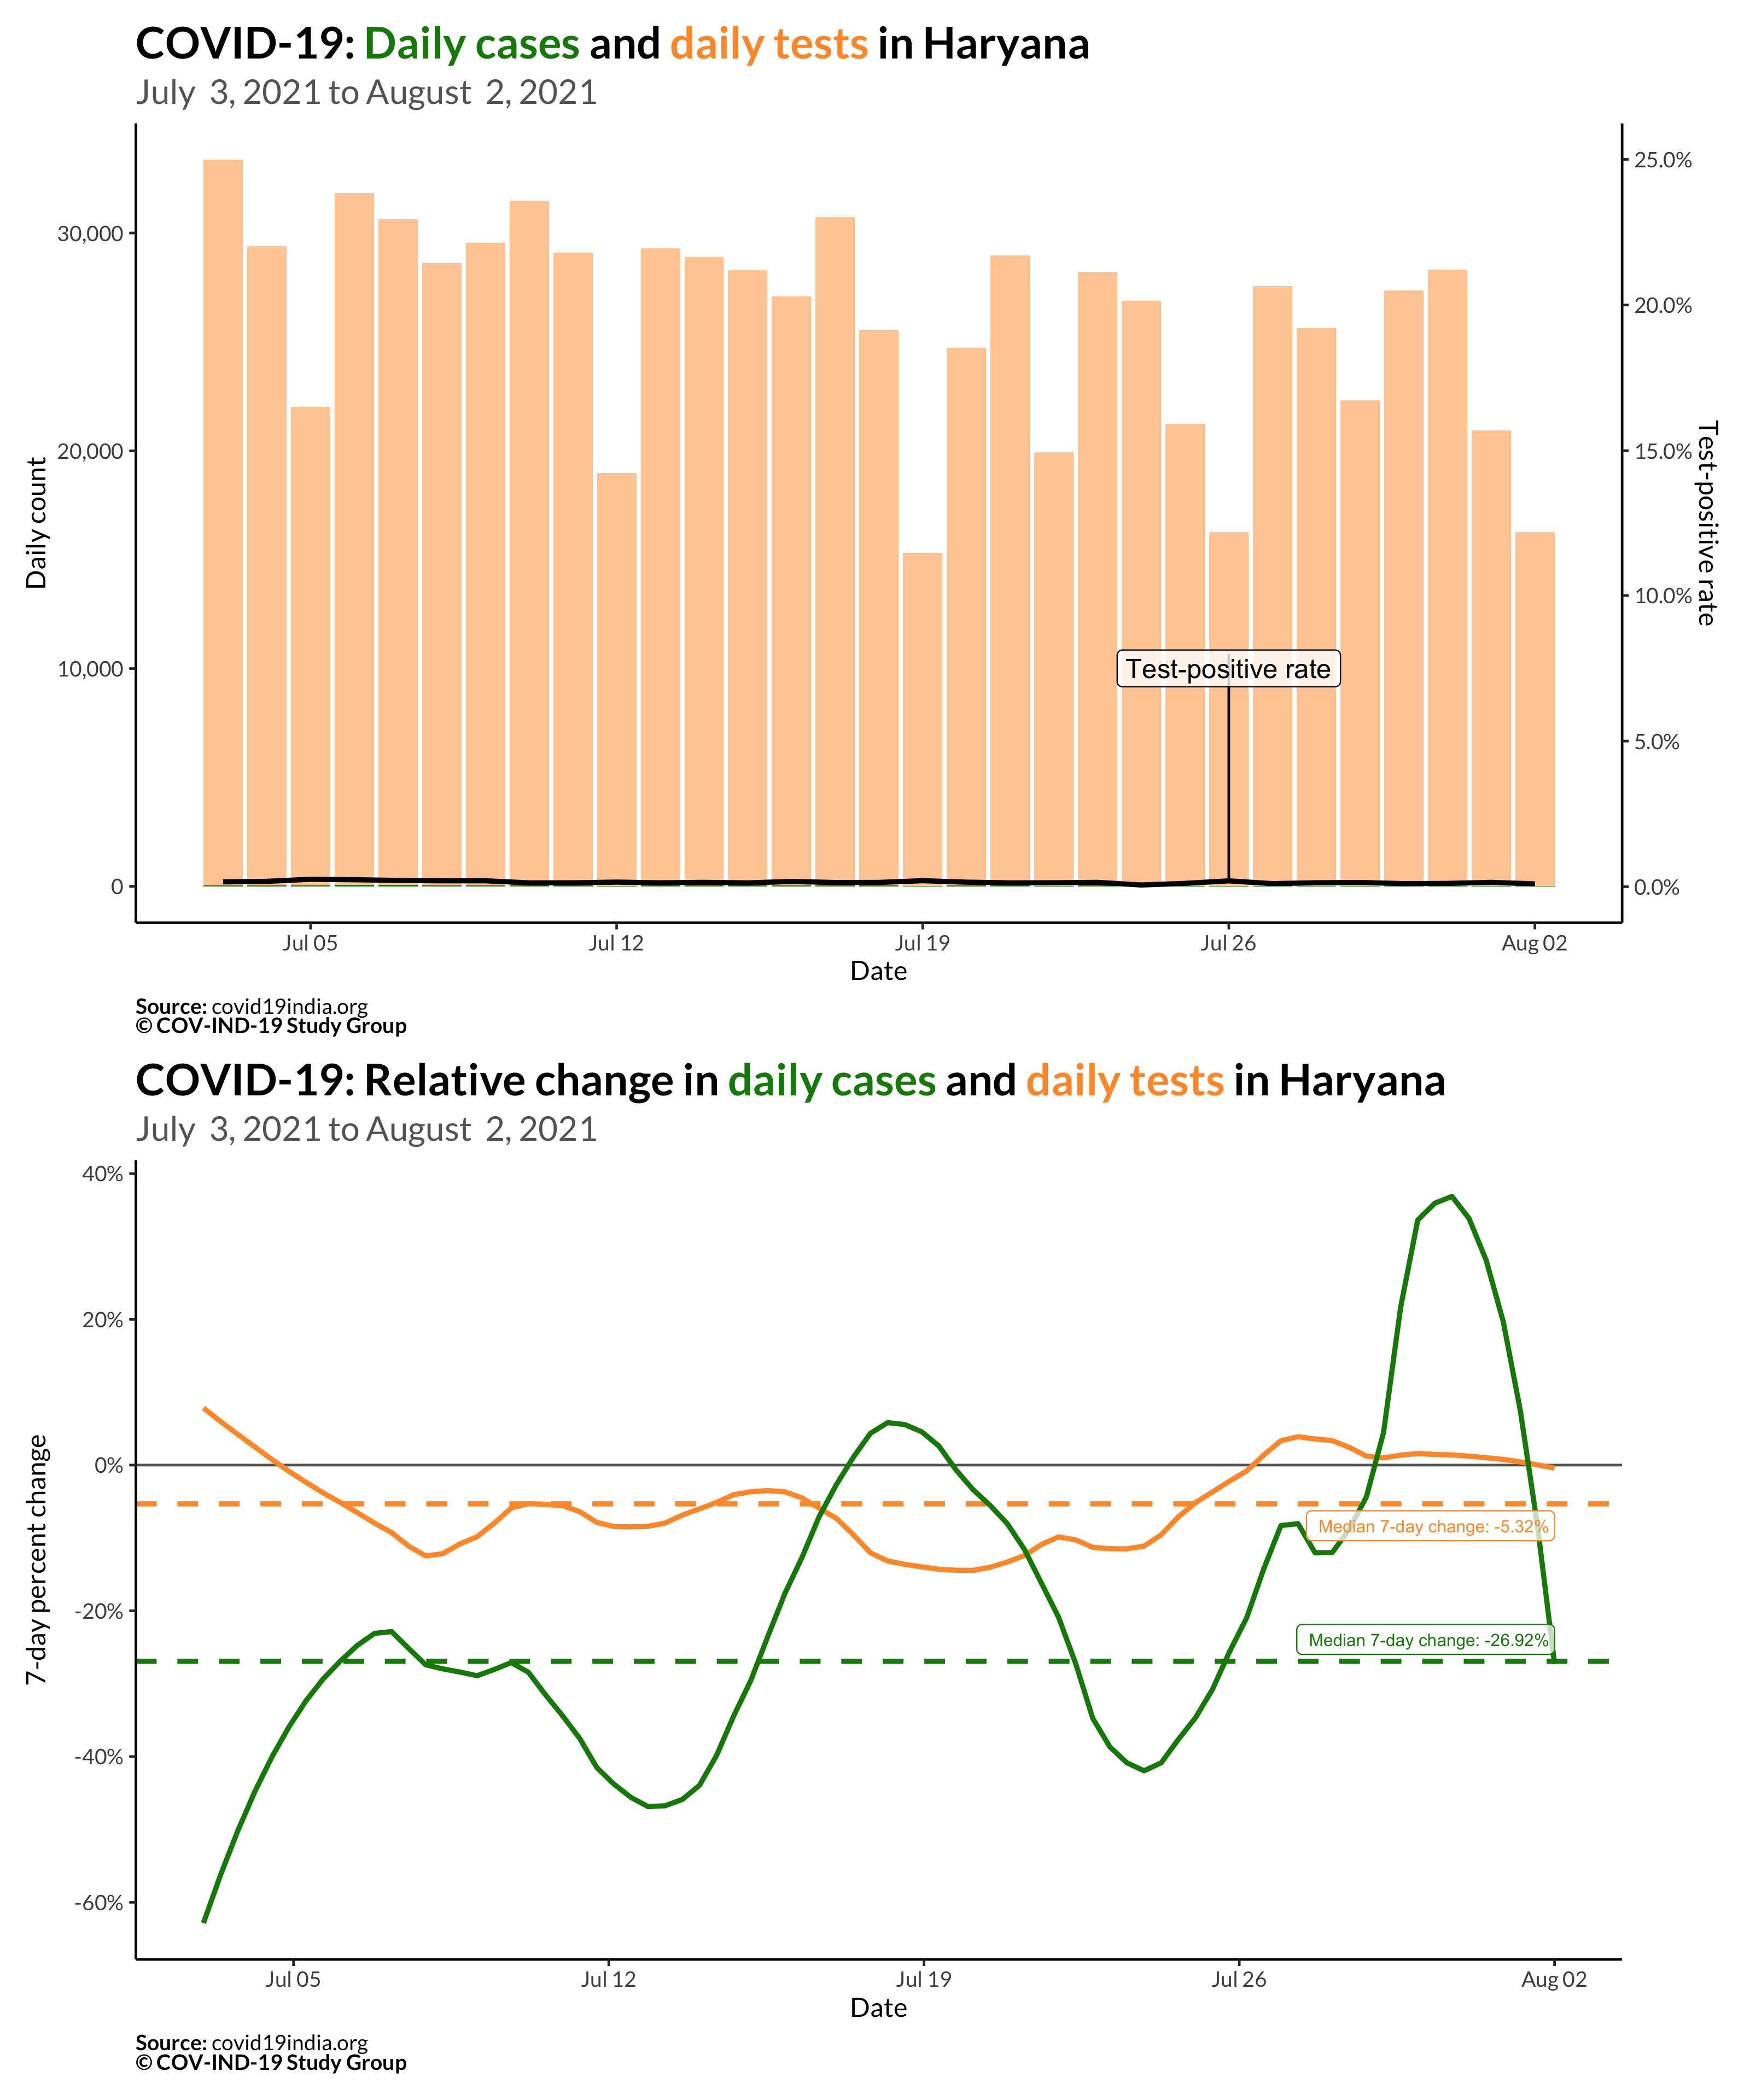 COVID-19: Daily cases and daily tests in Haryana
July  3, 2021 to August  2, 2021
30,000
20,000
10,000
0
Daily count
25.0%
20.0%
15.0%
10.0%
5.0%
0.0%
Test-positive rate
Test-positive rate
Jul 05
Jul 12
Jul 19
Jul 26
Aug 02
Date
Source: covid19india.org
© COV-IND-19 Study Group
COVID-19: Relative change in daily cases and daily tests in Haryana
July  3, 2021 to August  2, 2021
40%
20%
0%
-20%
-40%
-60%
7-day percent change
Median 7-day change: -5.32%
Median 7-day change: -26.92%
Jul 05
Jul 12
Jul 19
Jul 26
Aug 02
Date
Source: covid19india.org
© COV-IND-19 Study Group